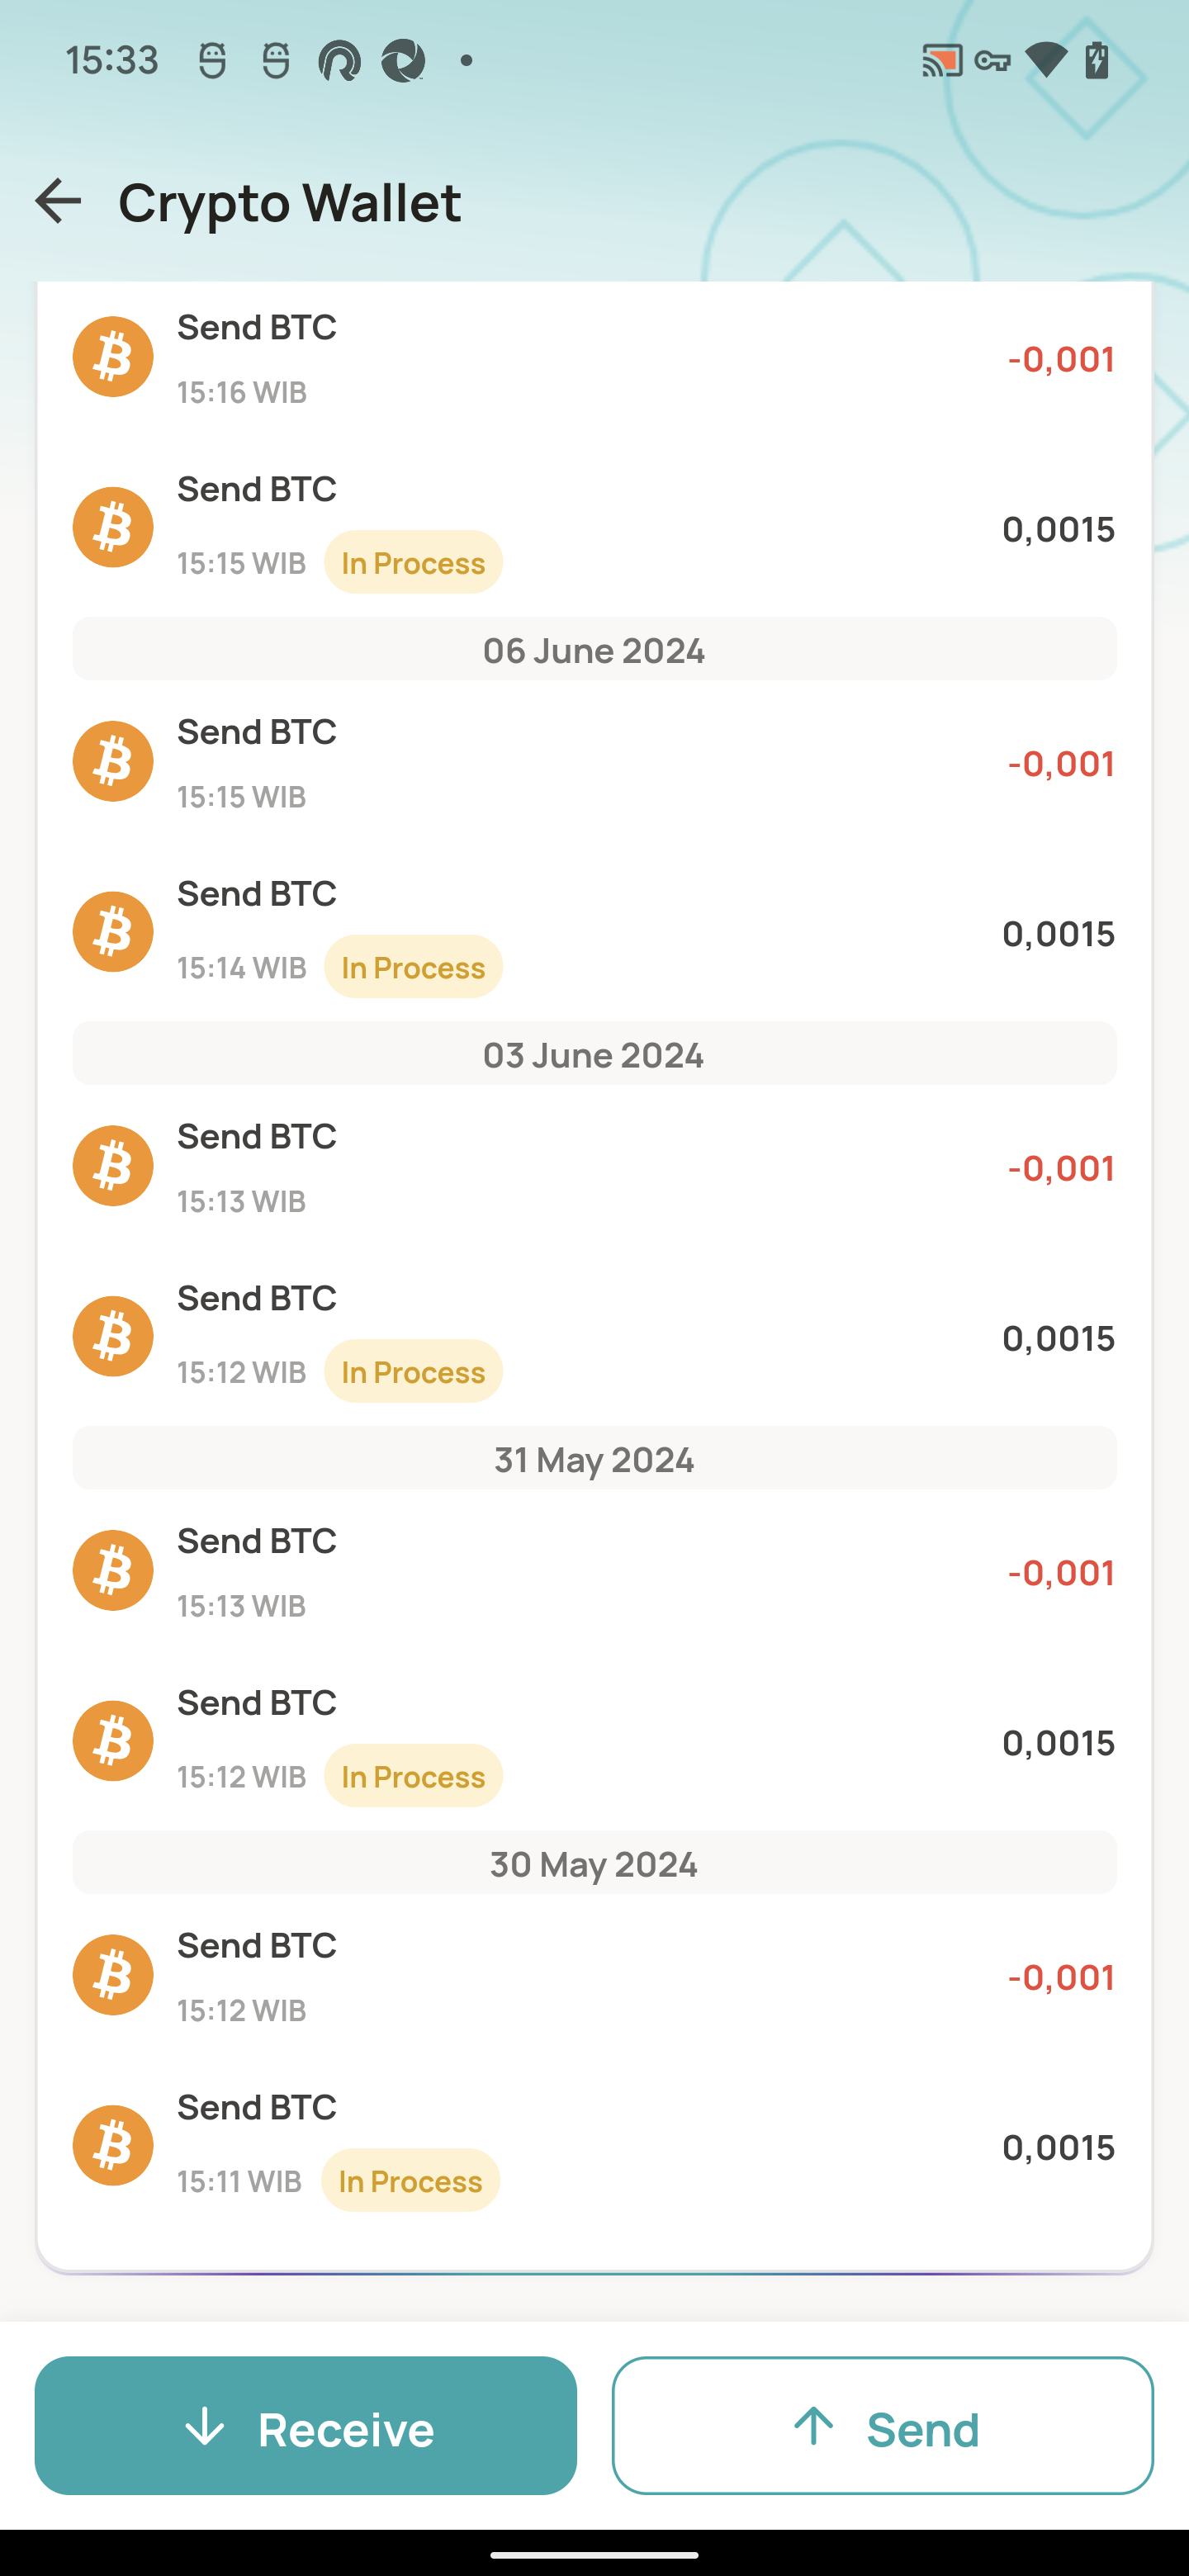 15:33
Crypto Wallet
Send BTC
-0,001
15:16 WIB
Send BTC
0,0015
15:15 WIB In Process
06 June 2024
Send BTC
-0,001
15:15 WIB
Send BTC
0,0015
15:14 WIB In Process
03 June 2024
Send BTC
-0,001
15:13 WIB
Send BTC
0,0015
15:12 WIB In Process
31 May 2024
Send BTC
-0,001
15:13 WIB
Send BTC
0,0015
15:12 WIB In Process
30 May 2024
Send BTC
-0,001
15:12 WIB
Send BTC
0,0015
15:11 WIB In Process
Receive
Send